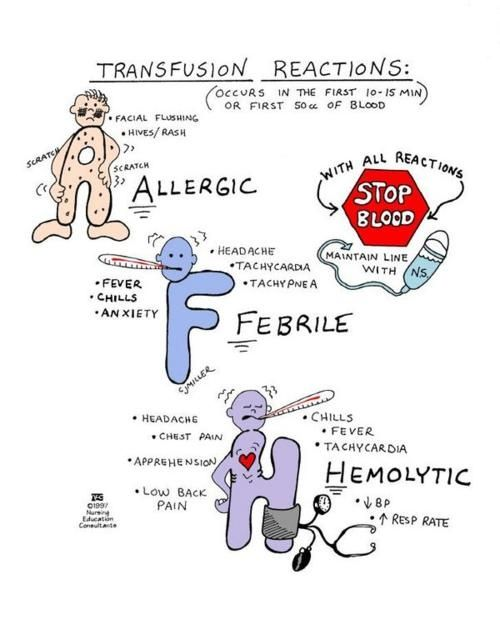 TRANSFUSION REACTIONS:
(OCCURS IN THE FIRST 10-15 MIN)
OR FIRST 50cc OF BLOOD
• FACIAL FLUSHING
• HIVES/RASH
SCRATCH
SCRATCH
ALLERGIC
WITH ALL REACTIONS
STOP
BLOOD
MAINTAIN LINE
WITH
N.S.
• HEADACHE
• TACHYCARDIA
• TACHYPNEA
• FEVER
• CHILLS
• ANXIETY
FEBRILE
CJMILLER
• HEADACHE
• CHEST PAIN
• APPREHENSION
• LOW BACK
PAIN
• CHILLS
• FEVER
• TACHYCARDIA
HEMOLYTIC
• ↓ BP
• ↑ RESP RATE
©1997
Nursing
Education
Consultants